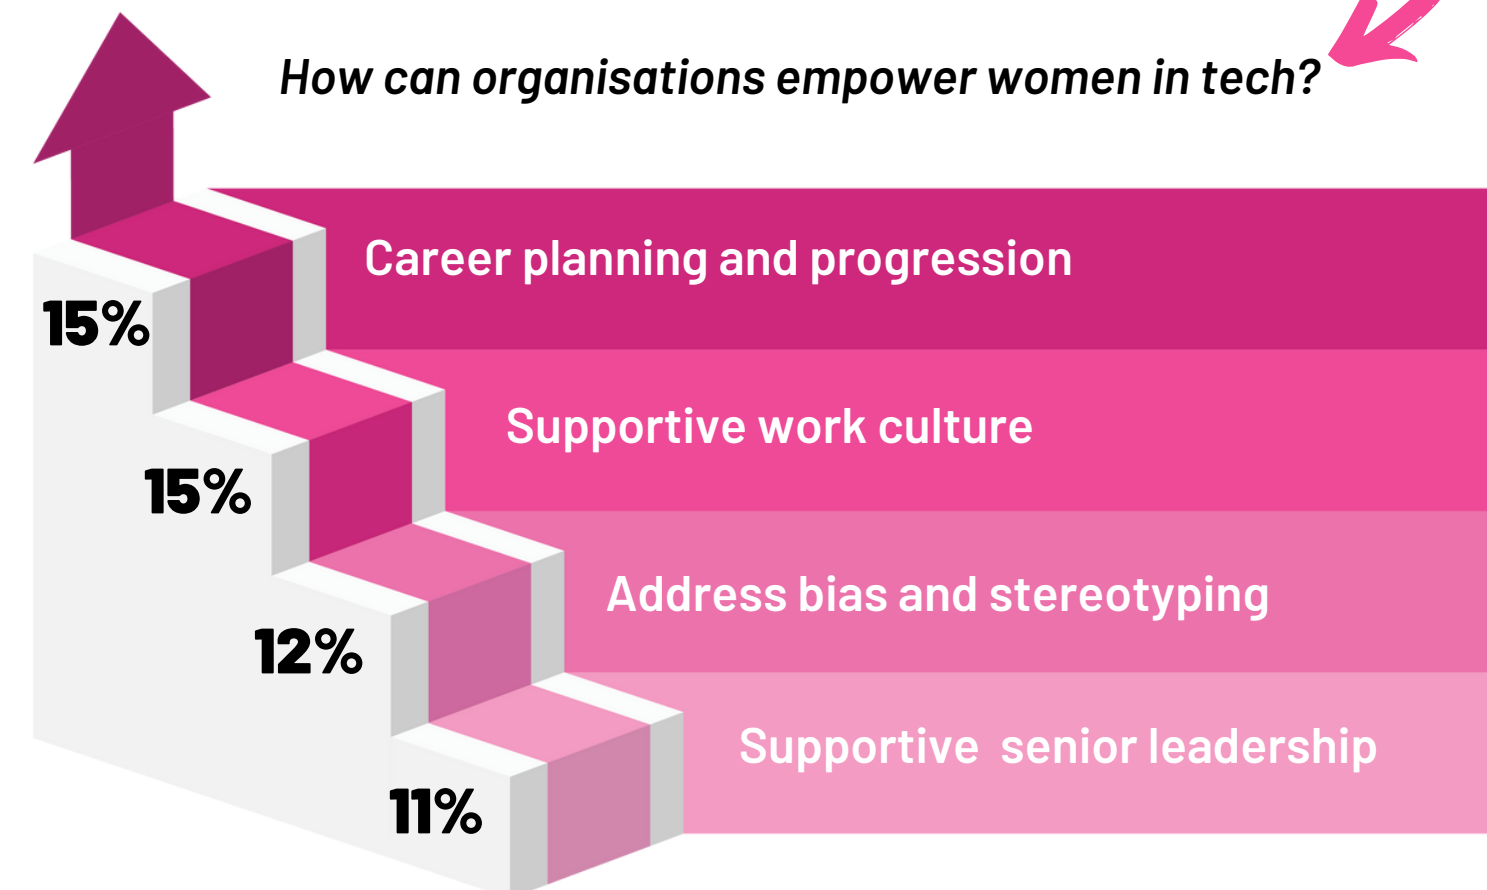 How can organisations empower women in tech?
15%
Career planning and progression
15%
Supportive work culture
12%
Address bias and stereotyping
11%
Supportive senior leadership